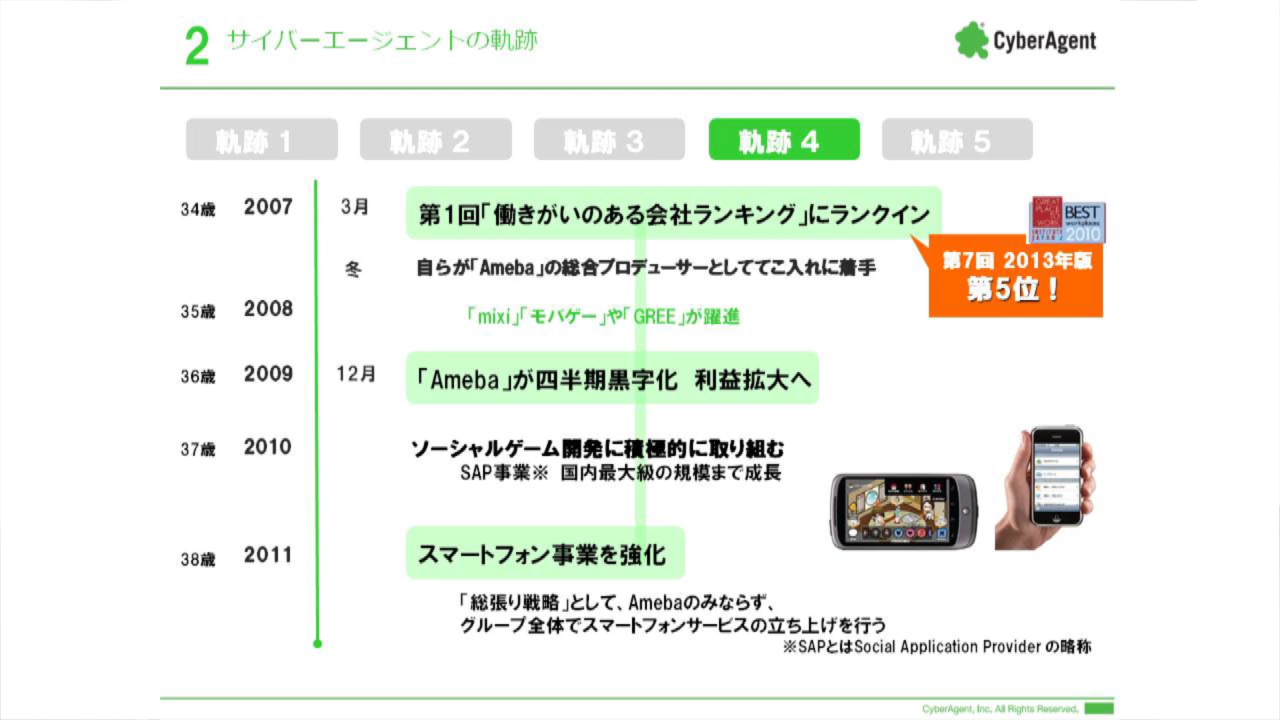 2 サイバーエージェントの軌跡
CyberAgent
軌跡 1
軌跡 2
軌跡 3
軌跡 4
軌跡 5
34歳 2007 3月 第1回「働きがいのある会社ランキング」にランクイン
GREAT
PLACE
TO
WORK
INSTITUTE
JAPAN
BEST
workplaces
2010
第7回 2013年版
第5位！
冬 自らが「Ameba」の総合プロデューサーとしててこ入れに着手
35歳 2008 「mixi」「モバゲー」や「GREE」が躍進
36歳 2009 12月 「Ameba」が四半期黒字化 利益拡大へ
37歳 2010 ソーシャルゲーム開発に積極的に取り組む
SAP事業※ 国内最大級の規模まで成長
38歳 2011 スマートフォン事業を強化
「総張り戦略」として、Amebaのみならず、
グループ全体でスマートフォンサービスの立ち上げを行う
※SAPとはSocial Application Provider の略称
CyberAgent, Inc. All Rights Reserved.